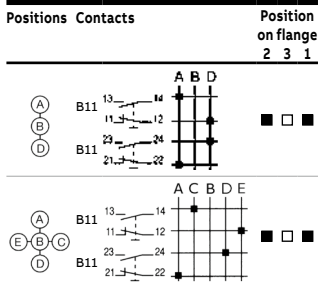 Positions Contacts Position
on flange
2 3 1
A B D
A
B
D
B11 13 14
11 12
B11 23 24
21 22
A C B D E
A
E B C
D
B11 13 14
11 12
B11 23 24
21 22